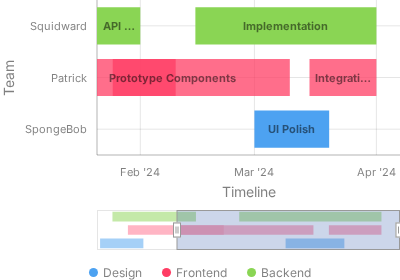 Squidward
API …
Implementation
Patrick
Prototype Components
Integrati…
SpongeBob
UI Polish
Team
Feb '24
Mar '24
Apr '24
Timeline
Design
Frontend
Backend